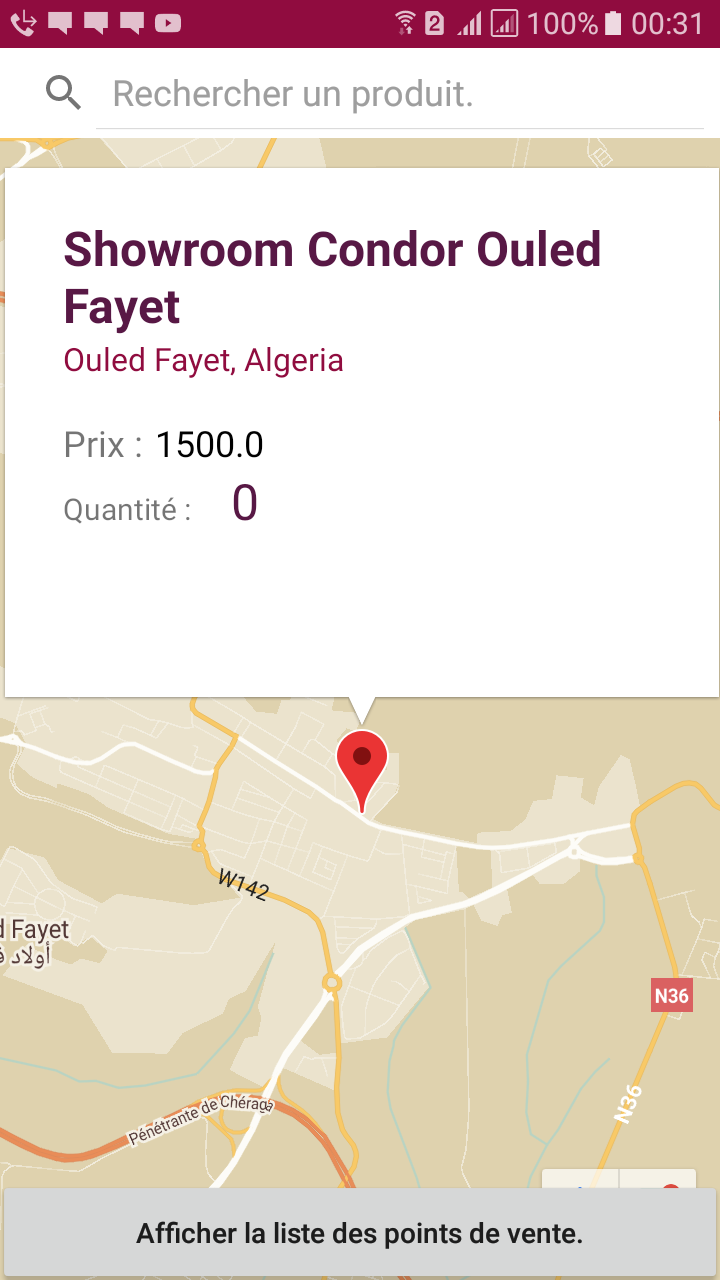 2 100% 00:31
Rechercher un produit.
Showroom Condor Ouled
Fayet
Ouled Fayet, Algeria
Prix : 1500.0
Quantité : 0
W142
d Fayet
أولاد ف
N36
N36
Pénétrante de Chéraga
Afficher la liste des points de vente.